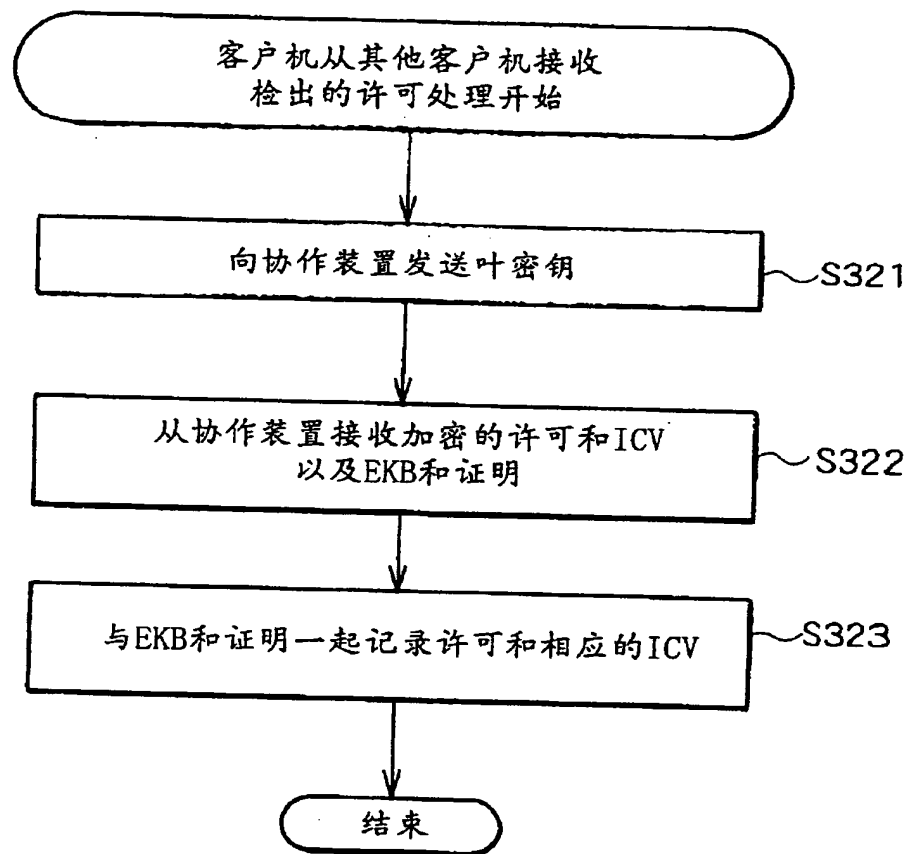 客户机从其他客户机接收
检出的许可处理开始
向协作装置发送叶密钥
S321
从协作装置接收加密的许可和ICV
以及EKB和证明
S322
与EKB和证明一起记录许可和相应的ICV
S323
结束